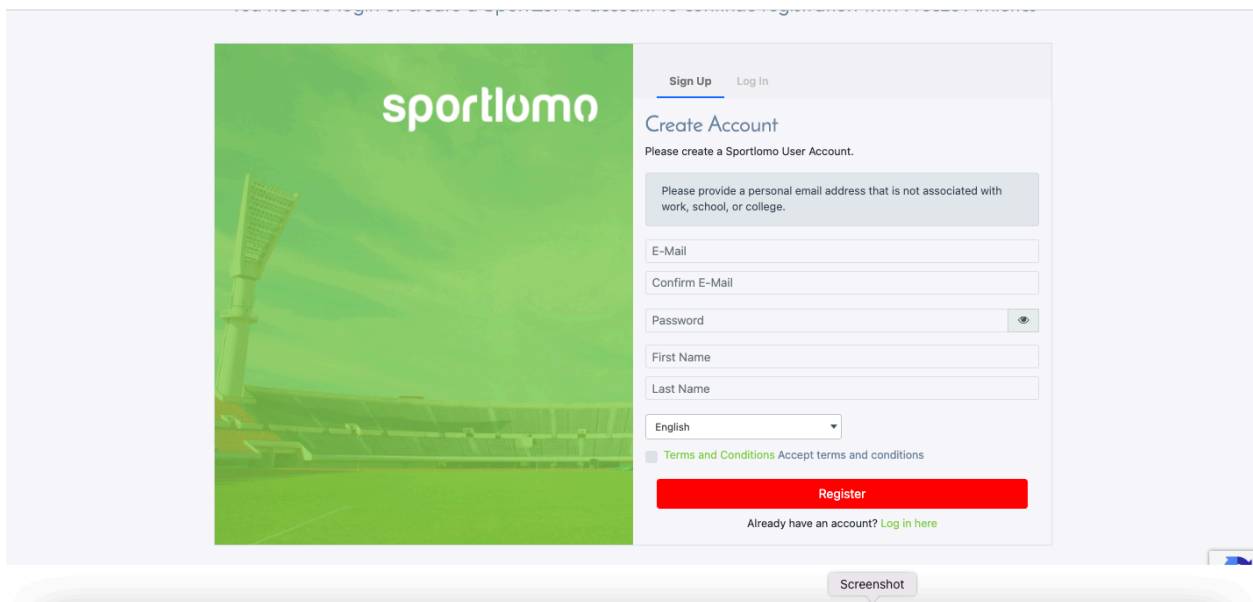 sportlomo
Sign Up Log In
Create Account
Please create a Sportlomo User Account.
Please provide a personal email address that is not associated with
work, school, or college.
E-Mail
Confirm E-Mail
Password
First Name
Last Name
English
Terms and Conditions Accept terms and conditions
Register
Already have an account? Log in here
Screenshot